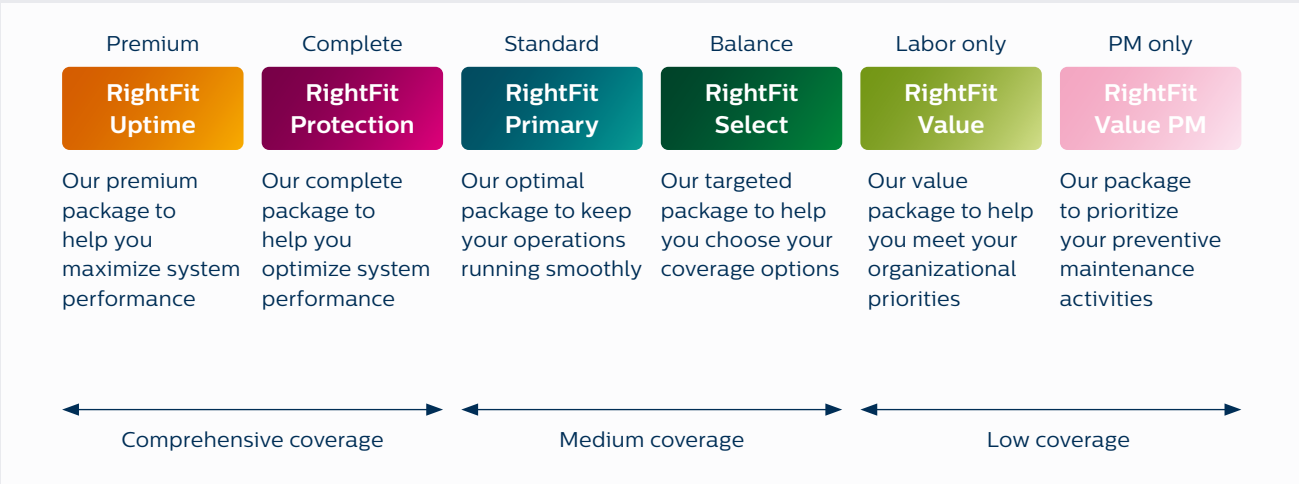 Premium
RightFit
Uptime
Our premium
package to
help you
maximize system
performance
Complete
RightFit
Protection
Our complete
package to
help you
optimize system
performance
Standard
RightFit
Primary
Our optimal
package to keep
your operations
running smoothly
Balance
RightFit
Select
Our targeted
package to help
you choose your
coverage options
Labor only
RightFit
Value
Our value
package to help
you meet your
organizational
priorities
PM only
RightFit
Value PM
Our package
to prioritize
your preventive
maintenance
activities
Comprehensive coverage
Medium coverage
Low coverage